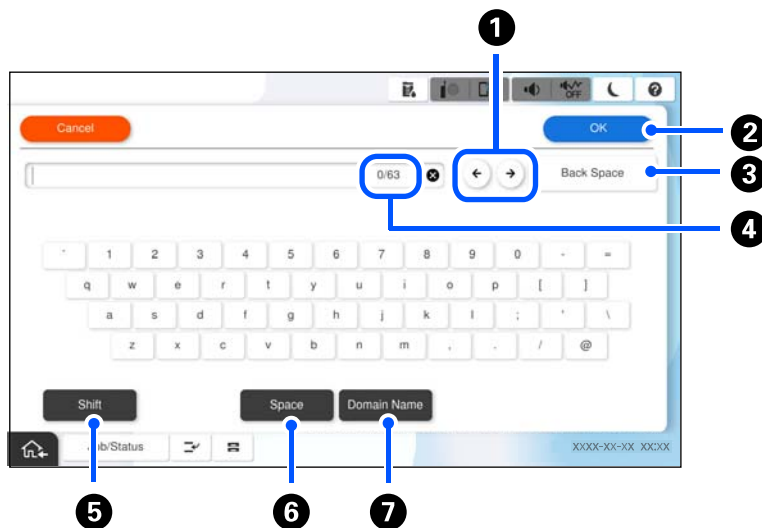 1
OFF
Cancel
OK
2
0/63
Back Space
3
4
` 1 2 3 4 5 6 7 8 9 0 - =
q w e r t y u i o p [ ]
a s d f g h j k l ; ' \
z x c v b n m , . / @
Shift
Space
Domain Name
/Status
XXXX-XX-XX XX:XX
5
6
7